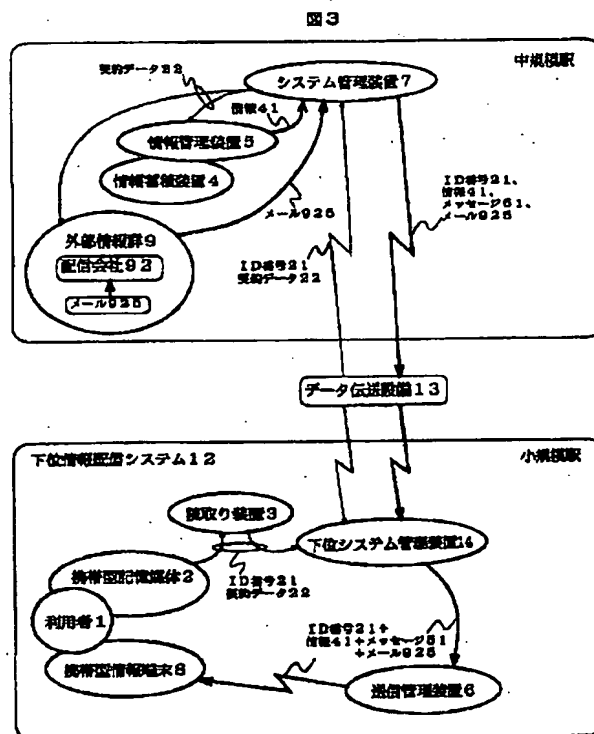 図3
中規模駅
システム管理装置7
契約データ22
情報41
情報管理装置5
情報蓄積装置4
メール925
外部情報群9
配信会社92
メール925
ID番号21
契約データ22
ID番号21、
情報41、
メッセージ51、
メール925
データ伝送設備13
下位情報配信システム12
小規模駅
読取り装置3
下位システム管理装置14
携帯型記憶媒体2
ID番号21
契約データ22
利用者1
携帯型情報端末8
ID番号21+
情報41+メッセージ51
+メール925
送信管理装置6